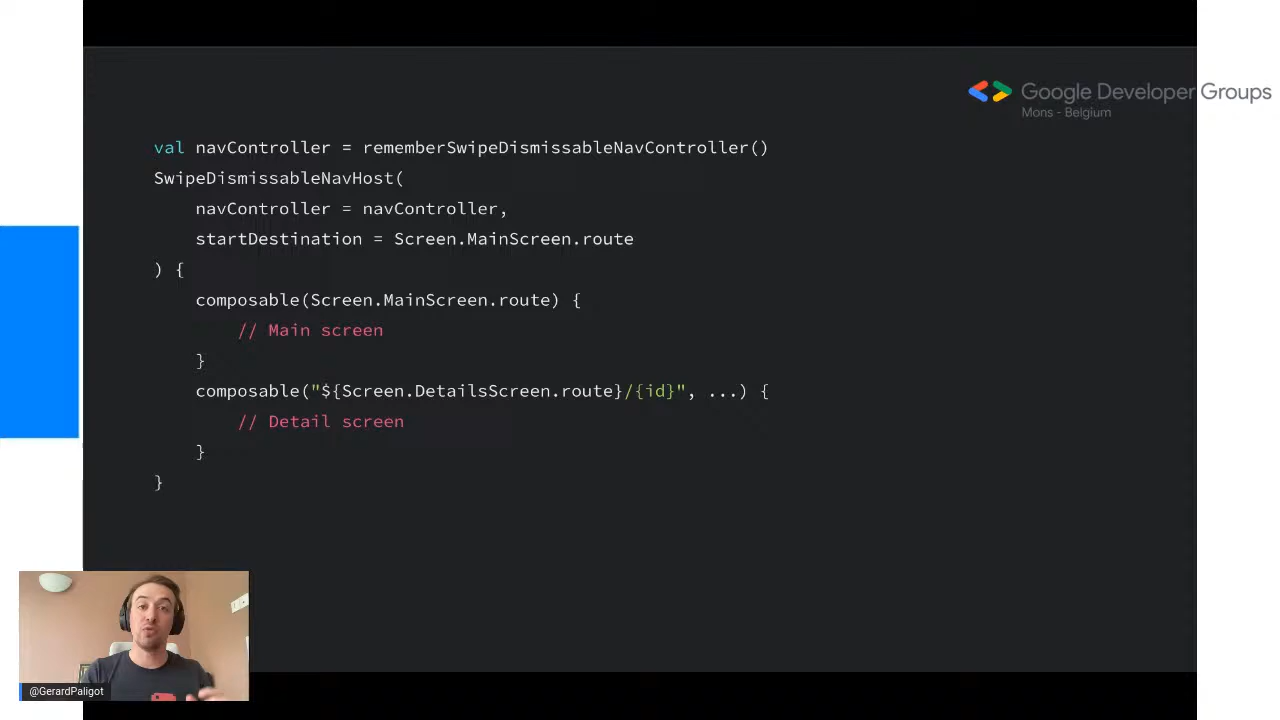 Google Developer Groups
Mons - Belgium
val navController = rememberSwipeDismissableNavController()
SwipeDismissableNavHost(
    navController = navController,
    startDestination = Screen.MainScreen.route
) {
    composable(Screen.MainScreen.route) {
        // Main screen
    }
    composable("${Screen.DetailsScreen.route}/{id}", ...) {
        // Detail screen
    }
}
@GerardPaligot